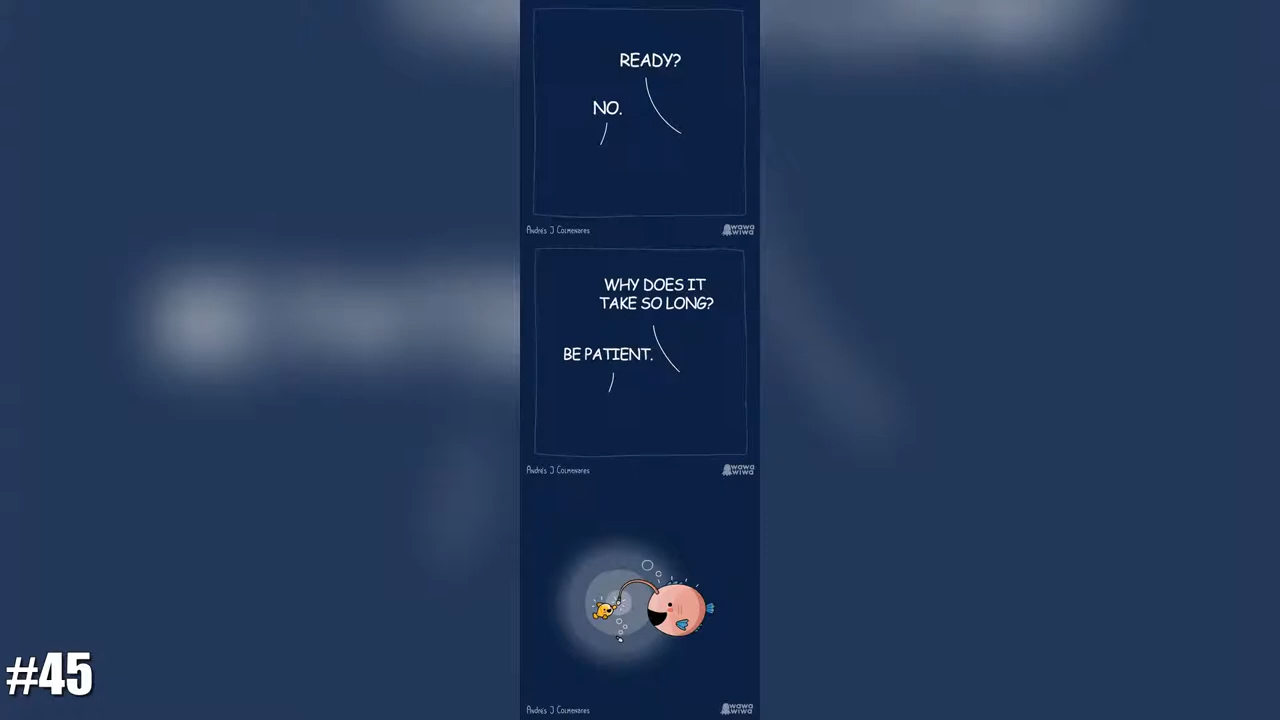 READY?
NO.
Andrés J Colmenares
wawa
wiwa
WHY DOES IT
TAKE SO LONG?
BE PATIENT.
Andrés J Colmenares
wawa
wiwa
#45
Andrés J Colmenares
wawa
wiwa